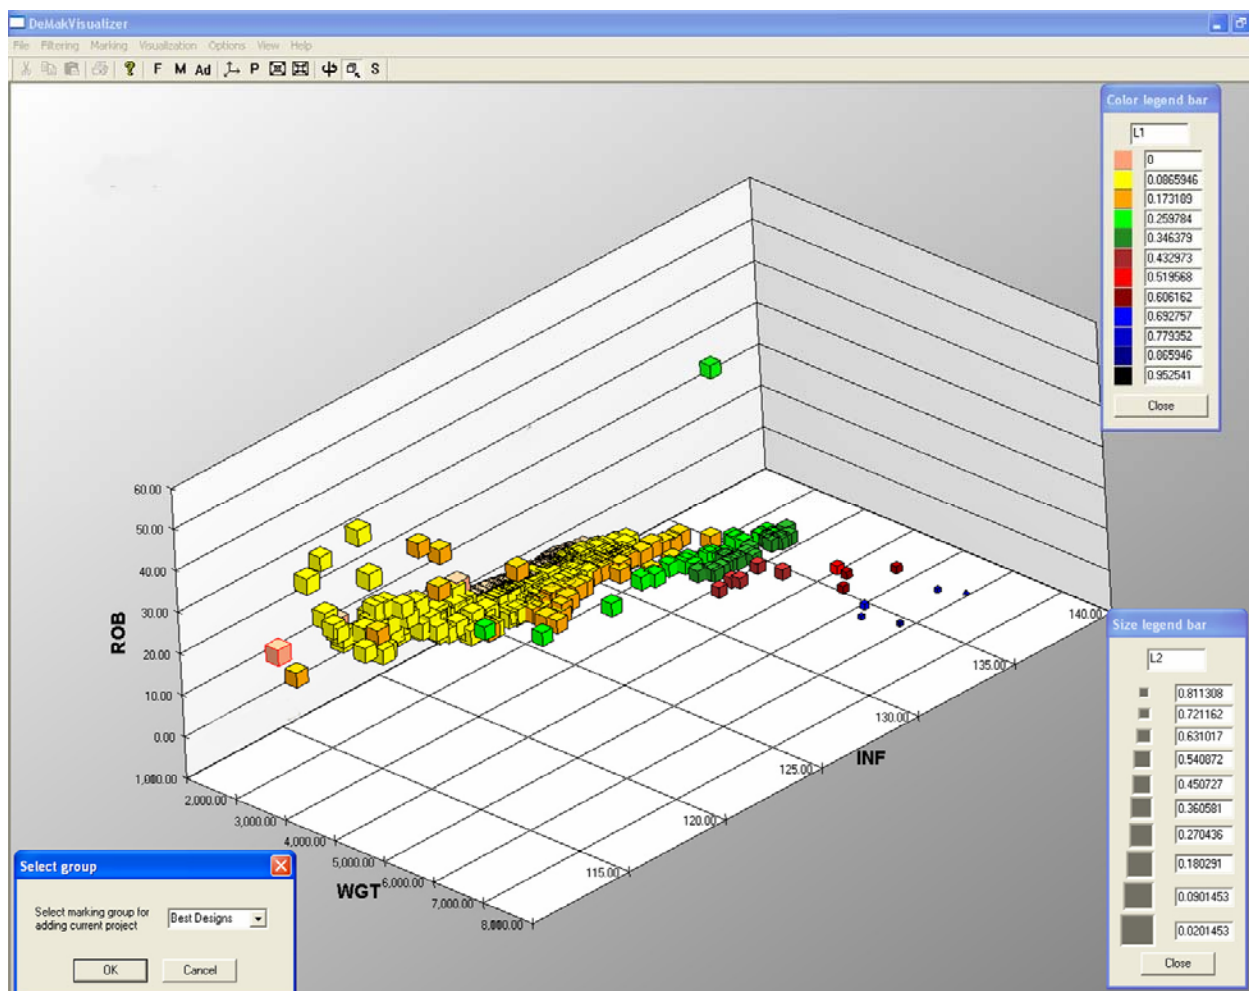 DeMakVisualizer
File Filtering Marking Visualization Options View Help
F M Ad P S
Color legend bar
L1
0
0.0865946
0.173189
0.259784
0.346379
0.432973
0.519568
0.606162
0.692757
0.779352
0.865946
0.952541
Close
60.00
50.00
40.00
30.00
20.00
10.00
0.00
ROB
2,000.00
3,000.00
4,000.00
5,000.00
6,000.00
7,000.00
WGT
115.00
120.00
125.00
130.00
135.00
140.00
INF
Size legend bar
L2
0.811308
0.721162
0.631017
0.540872
0.450727
0.360581
0.270436
0.180291
0.0901453
0.0201453
Close
Select group
Select marking group for
adding current project
Best Designs
OK Cancel